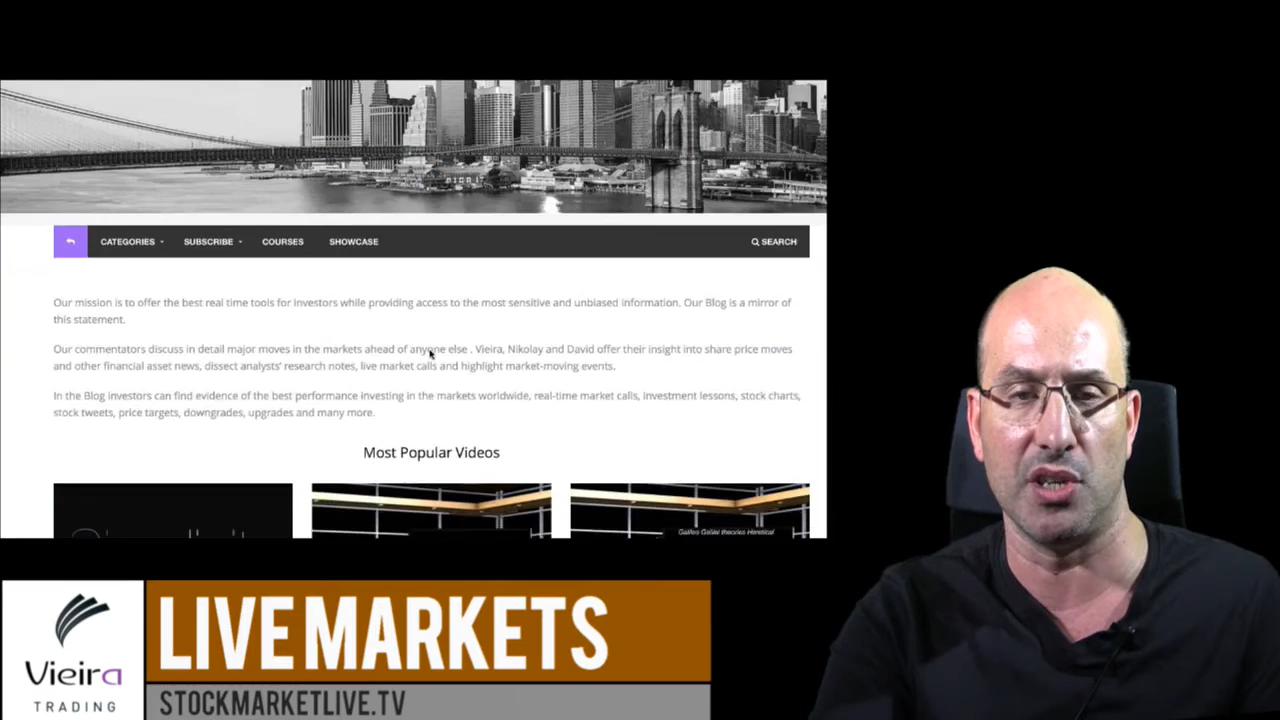 CATEGORIES SUBSCRIBE COURSES SHOWCASE SEARCH
Our mission is to offer the best real time tools for investors while providing access to the most sensitive and unbiased information. Our Blog is a mirror of
this statement.
Our commentators discuss in detail major moves in the markets ahead of anyone else . Vieira, Nikolay and David offer their insight into share price moves
and other financial asset news, dissect analysts' research notes, live market calls and highlight market-moving events.
In the Blog investors can find evidence of the best performance investing in the markets worldwide, real-time market calls, investment lessons, stock charts,
stock tweets, price targets, downgrades, upgrades and many more.
Most Popular Videos
Galileo Galilei theories Heretical
Vieira
TRADING
LIVE MARKETS
STOCKMARKETLIVE.TV